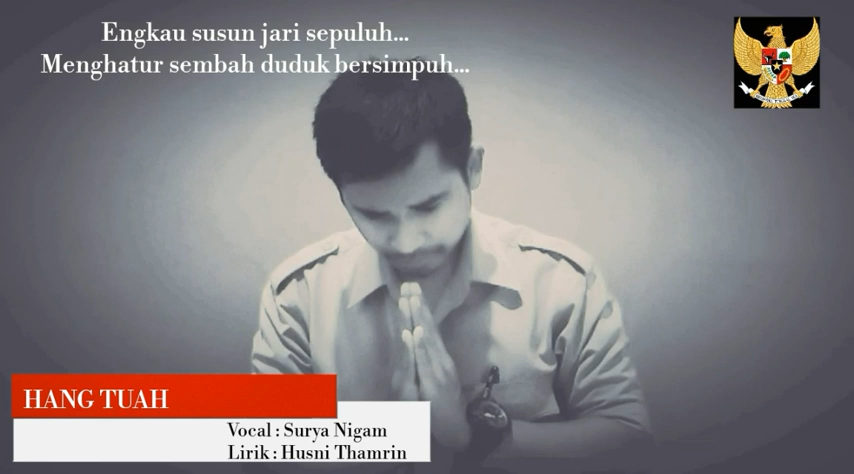 Engkau susun jari sepuluh...
Menghatur sembah duduk bersimpuh...
HANG TUAH
Vocal : Surya Nigam
Lirik : Husni Thamrin